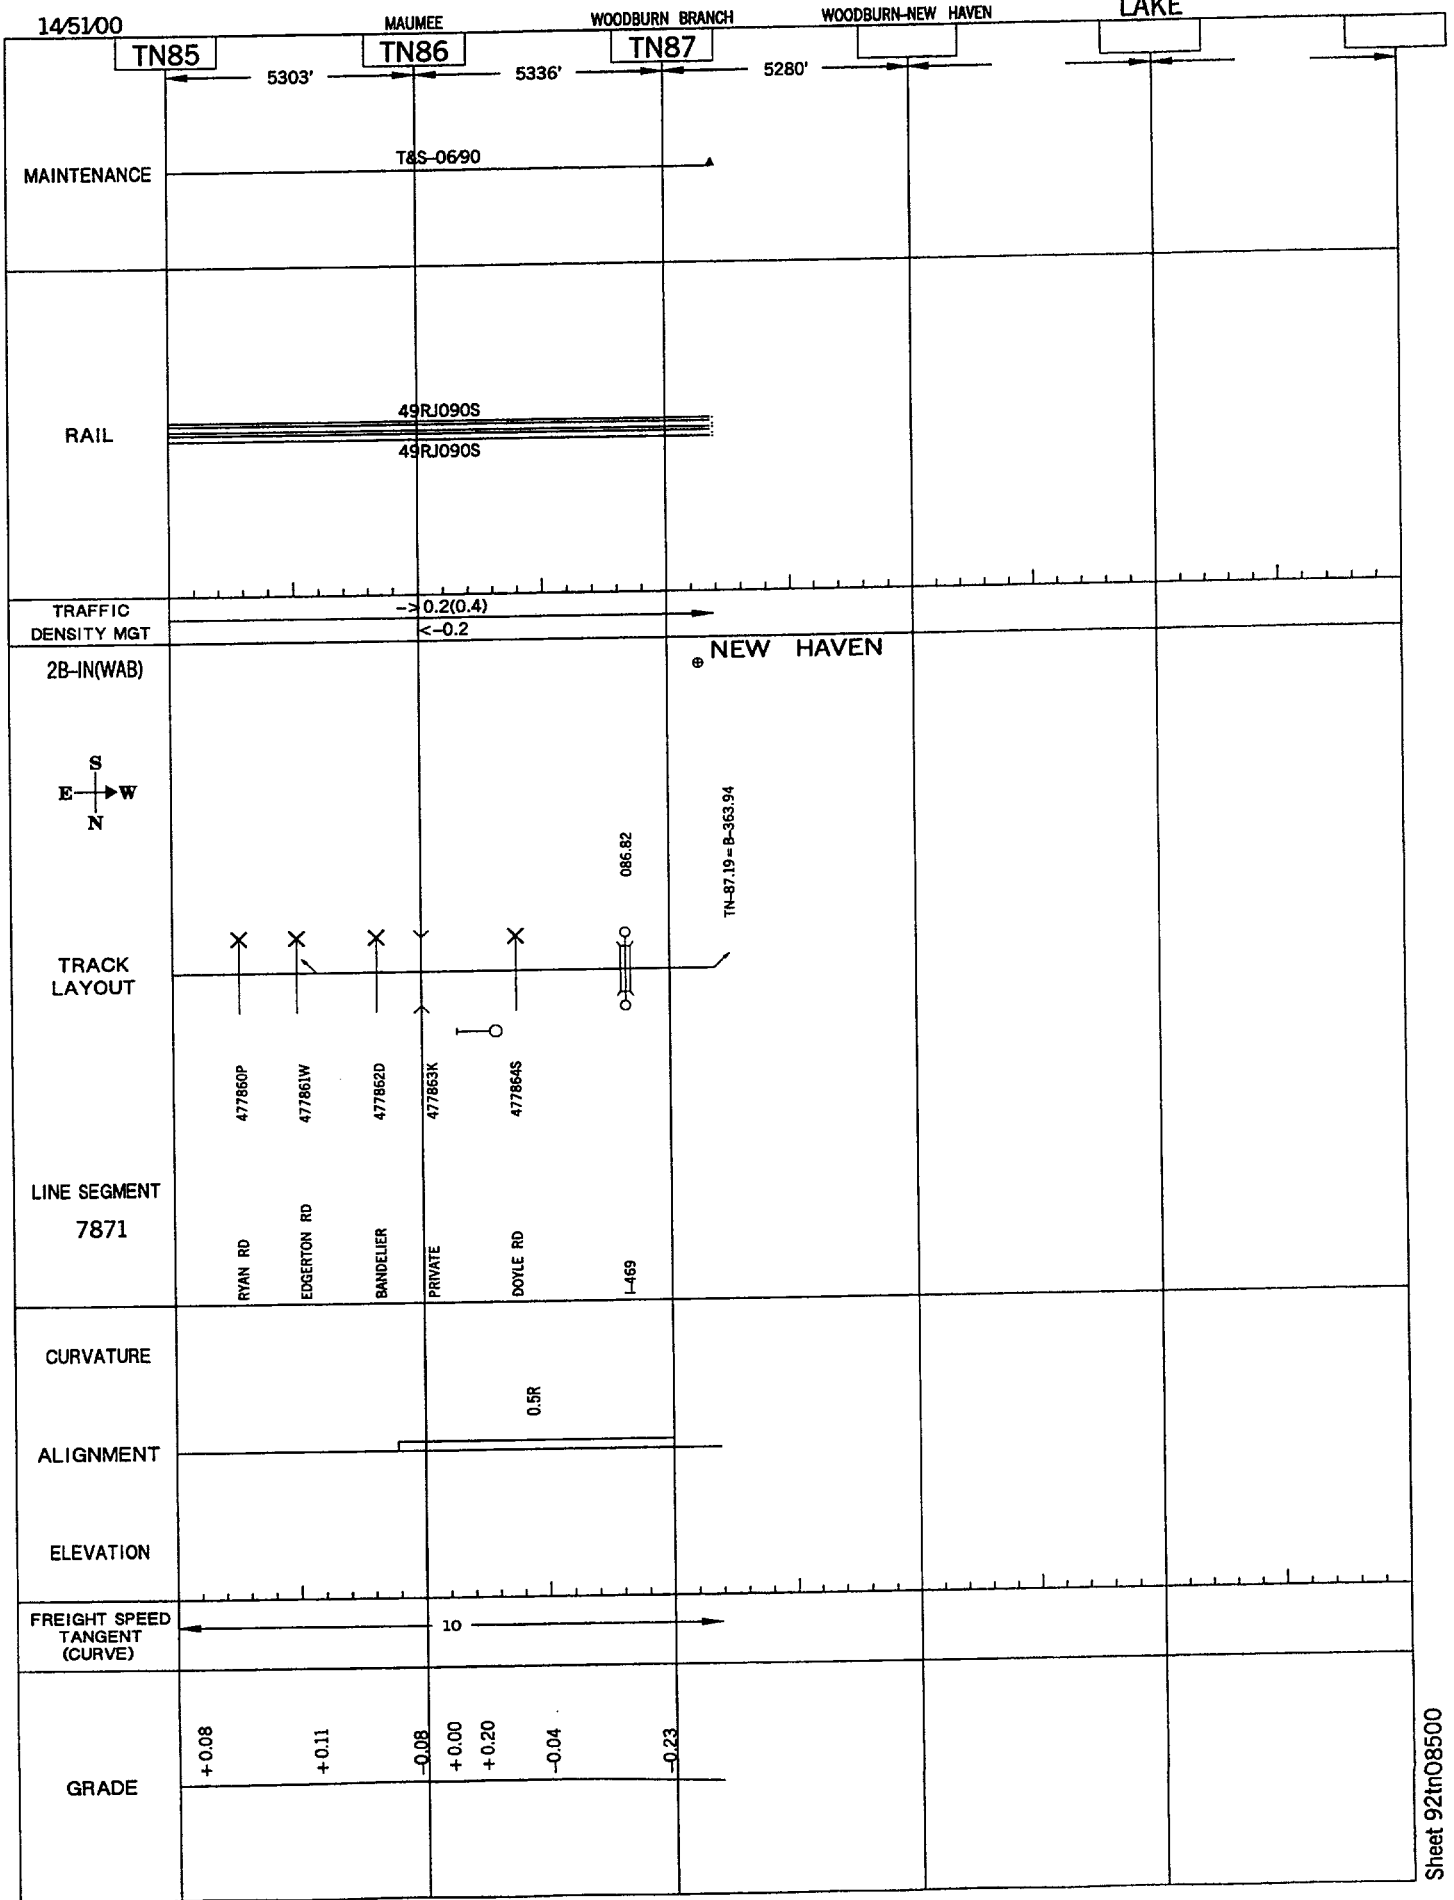 14/51/00
MAUMEE
WOODBURN BRANCH
WOODBURN-NEW HAVEN
LAKE
TN85
TN86
TN87
5303'
5336'
5280'
MAINTENANCE
T&S-06/90
RAIL
49RJ090S
49RJ090S
TRAFFIC
DENSITY MGT
->0.2(0.4)
<-0.2
2B-IN(WAB)
NEW HAVEN
S
E W
N
086.82
TN-87.19=B-363.94
TRACK
LAYOUT
477860P
477861W
477862D
477863K
477864S
LINE SEGMENT
7871
RYAN RD
EDGERTON RD
BANDELIER
PRIVATE
DOYLE RD
I-469
CURVATURE
0.5R
ALIGNMENT
ELEVATION
FREIGHT SPEED
TANGENT
(CURVE)
10
GRADE
+0.08
+0.11
-0.08
+0.00
+0.20
-0.04
-0.23
Sheet 92tn08500